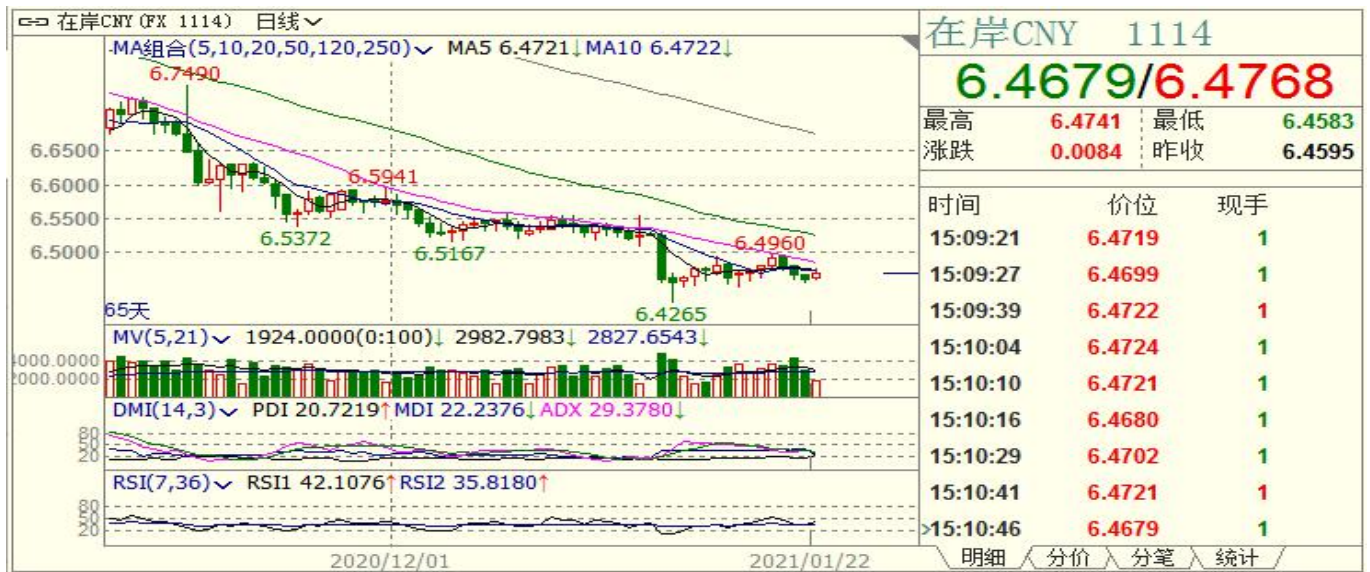 在岸CNY(FX 1114) 日线
MA组合(5,10,20,50,120,250) MA5 6.4721↓MA10 6.4722↓
6.7490
6.6500
6.6000
6.5941
6.5500
6.5372
6.5167
6.5000
6.4960
65天
6.4265
MV(5,21) 1924.0000(0:100)↓ 2982.7983↓ 2827.6543↓
4000.0000
2000.0000
DMI(14,3) PDI 20.7219↑MDI 22.2376↓ADX 29.3780↓
80
50
20
RSI(7,36) RSI1 42.1076↑RSI2 35.8180↑
80
50
20
2020/12/01 2021/01/22
在岸CNY 1114
6.4679/6.4768
最高 6.4741 最低 6.4583
涨跌 0.0084 昨收 6.4595
时间 价位 现手
15:09:21 6.4719 1
15:09:27 6.4699 1
15:09:39 6.4722 1
15:10:04 6.4724 1
15:10:10 6.4721 1
15:10:16 6.4680 1
15:10:29 6.4702 1
15:10:41 6.4721 1
>15:10:46 6.4679 1
明细 分价 分笔 统计